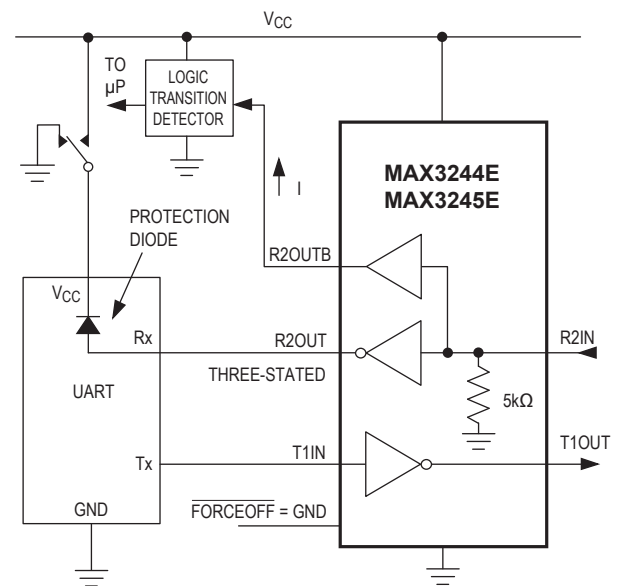 VCC
TO
µP
LOGIC
TRANSITION
DETECTOR
MAX3244E
MAX3245E
I
PROTECTION
DIODE
R2OUTB
VCC
Rx
R2OUT
R2IN
THREE-STATED
UART
5kΩ
T1IN
T1OUT
Tx
GND
FORCEOFF = GND